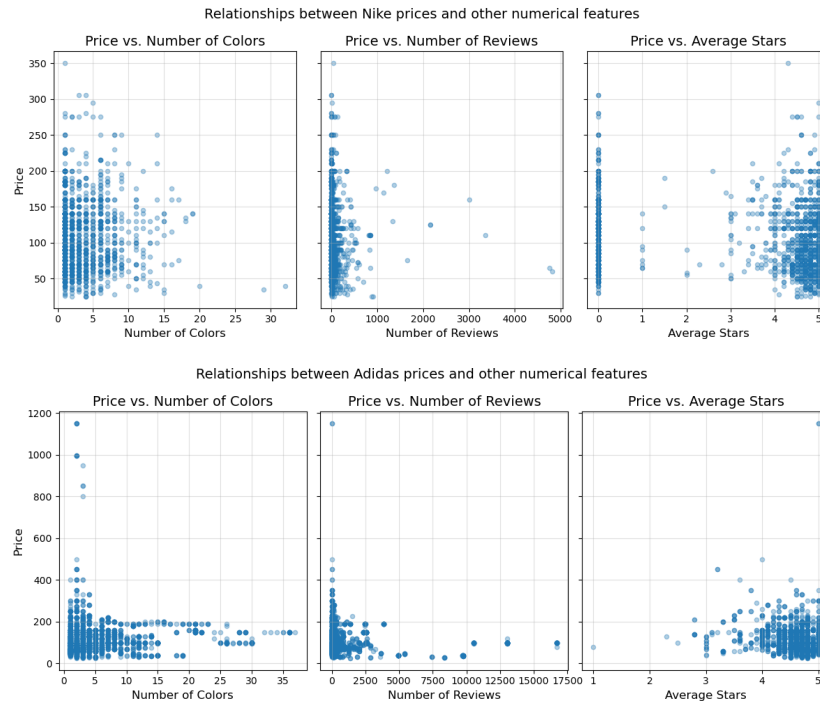 Relationships between Nike prices and other numerical features
Price vs. Number of Colors
Price vs. Number of Reviews
Price vs. Average Stars
350
300
250
200
150
100
50
Price
0 5 10 15 20 25 30
0 1000 2000 3000 4000 5000
0 1 2 3 4 5
Number of Colors
Number of Reviews
Average Stars
Relationships between Adidas prices and other numerical features
Price vs. Number of Colors
Price vs. Number of Reviews
Price vs. Average Stars
1200
1000
800
600
400
200
0
Price
0 5 10 15 20 25 30 35
0 2500 5000 7500 10000 12500 15000 17500
1 2 3 4 5
Number of Colors
Number of Reviews
Average Stars